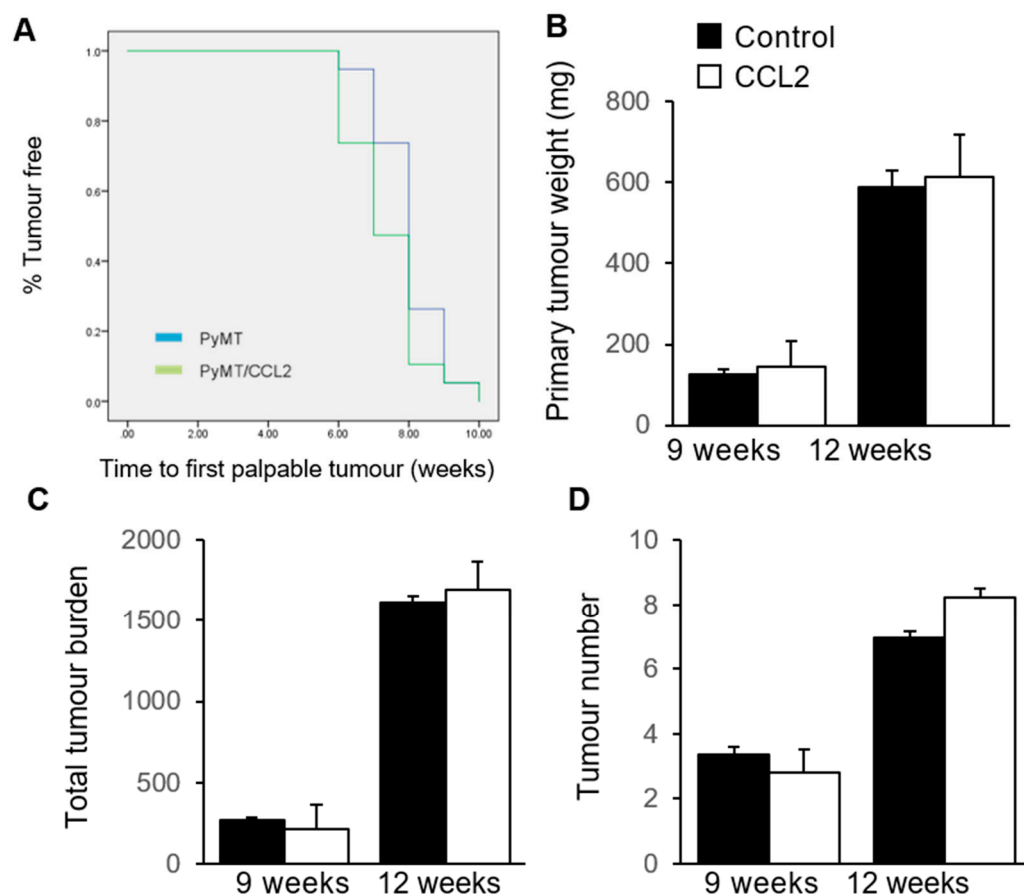 A
% Tumour free
1.0
0.8
0.6
0.4
0.2
0.0
PyMT
PyMT/CCL2
.00 2.00 4.00 6.00 8.00 10.00
Time to first palpable tumour (weeks)
B
Control
CCL2
Primary tumour weight (mg)
800
600
400
200
0
9 weeks 12 weeks
C
Total tumour burden
2000
1500
1000
500
0
9 weeks 12 weeks
D
Tumour number
10
8
6
4
2
0
9 weeks 12 weeks